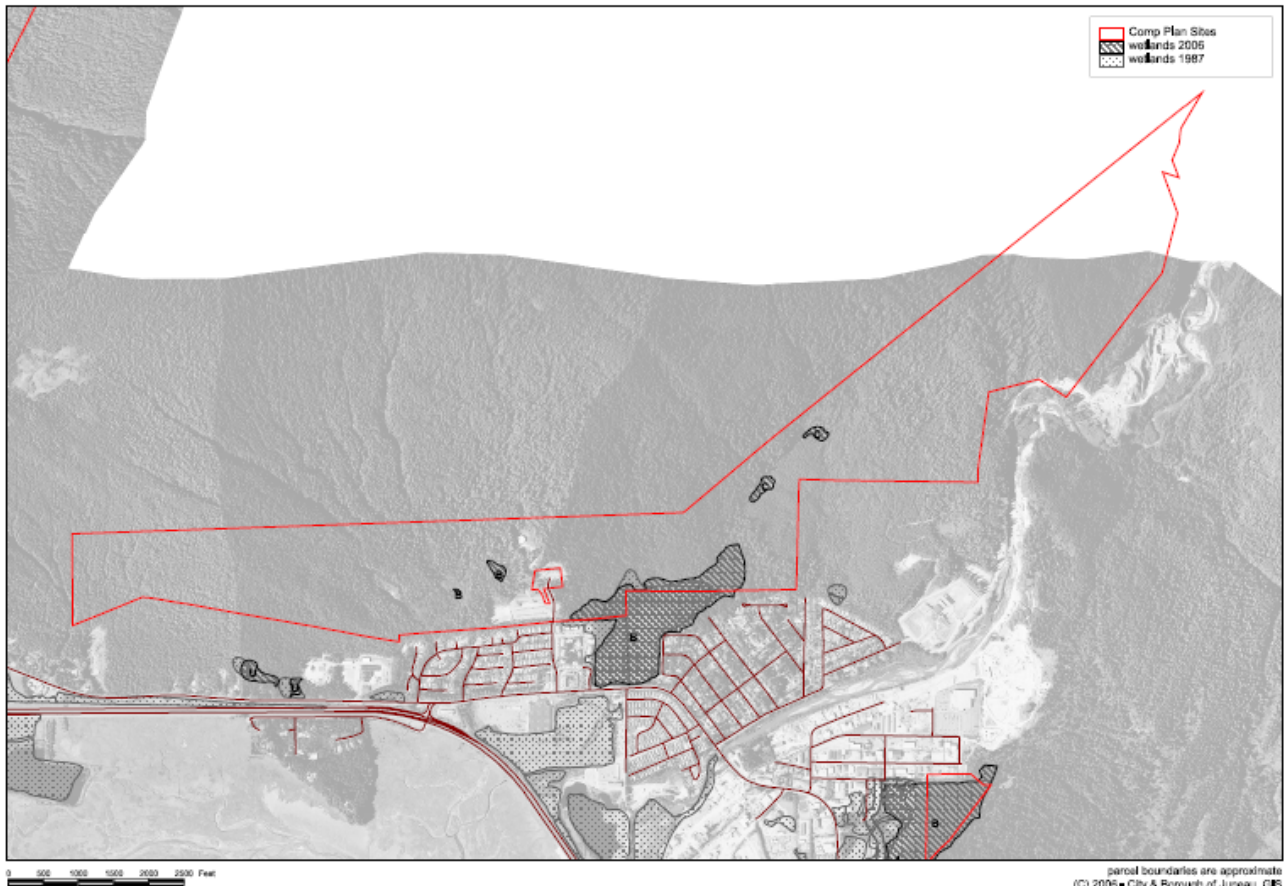 Comp Plan Sites
wetlands 2006
wetlands 1987
B
B
B
0 500 1000 1500 2000 2500 Feet
parcel boundaries are approximate
(C) 2006 - City & Borough of Juneau, GIS